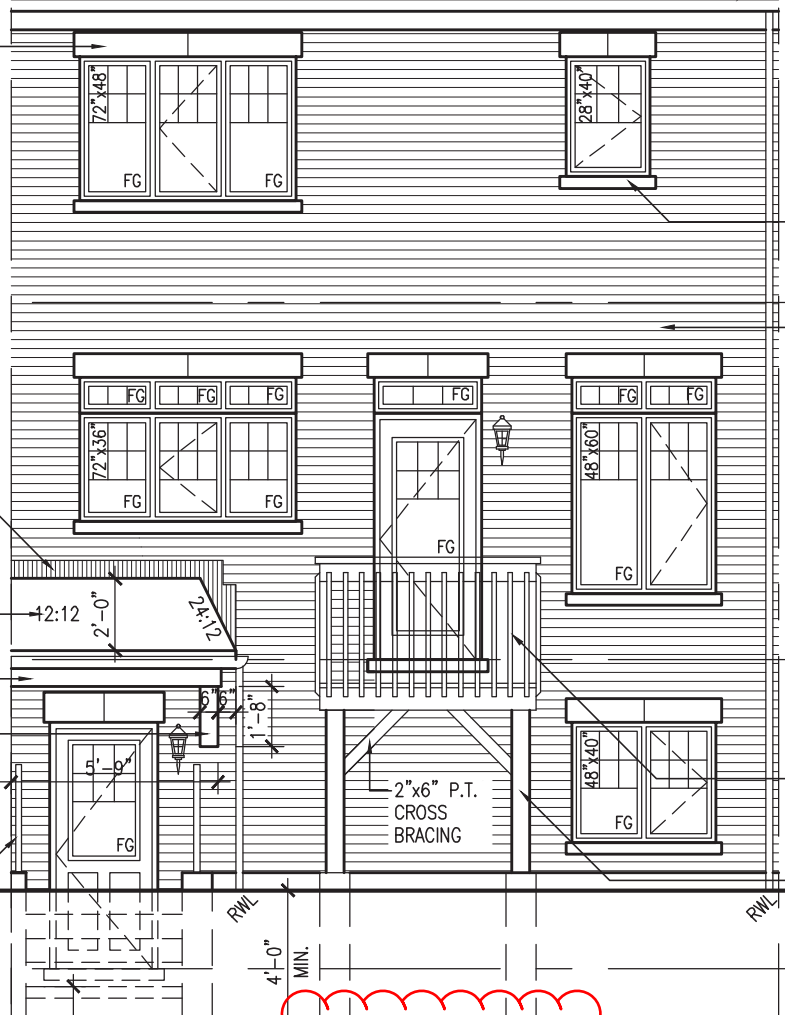 72"x48"
28"x40"
FG
FG
FG
FG
FG
FG
FG
FG
72"x36"
48"x60"
FG
FG
FG
FG
12:12
2'-0"
24:12
6"
6"
1'-8"
48"x40"
5'-9"
2"x6" P.T.
CROSS
BRACING
FG
FG
RWL
RWL
4'-0"
MIN.